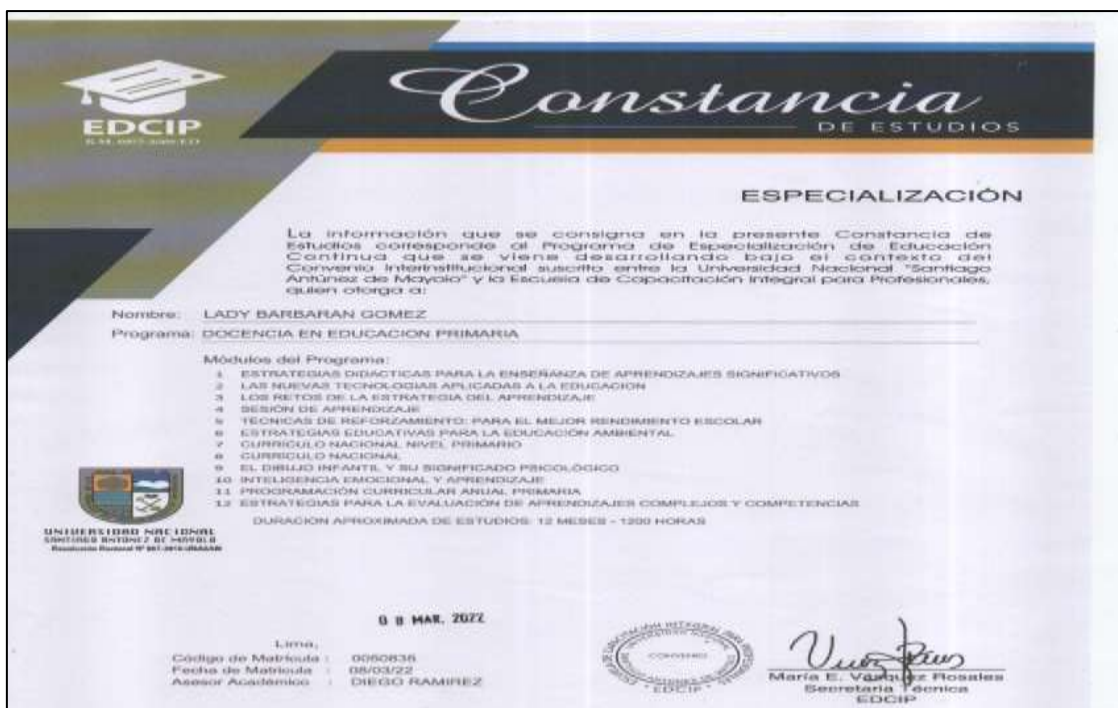 EDCIP
Constancia
DE ESTUDIOS
ESPECIALIZACIÓN
La información que se consigna en la presente Constancia de
Estudios corresponde al Programa de Especialización de Educación
Continua que se viene desarrollando bajo el contexto del
Convenio Interinstitucional suscrito entre la Universidad Nacional "Santiago
Antúnez de Mayolo" y la Escuela de Capacitación Integral para Profesionales,
quien otorga a:
Nombre: LADY BARBARAN GOMEZ
Programa: DOCENCIA EN EDUCACION PRIMARIA
Módulos del Programa:
1 ESTRATEGIAS DIDACTICAS PARA LA ENSEÑANZA DE APRENDIZAJES SIGNIFICATIVOS
2 LAS NUEVAS TECNOLOGIAS APLICADAS A LA EDUCACION
3 LOS RETOS DE LA ESTRATEGIA DEL APRENDIZAJE
4 SESIÓN DE APRENDIZAJE
5 TECNICAS DE REFORZAMIENTO: PARA EL MEJOR RENDIMIENTO ESCOLAR
6 ESTRATEGIAS EDUCATIVAS PARA LA EDUCACIÓN AMBIENTAL
7 CURRICULO NACIONAL NIVEL PRIMARIO
8 CURRICULO NACIONAL
9 EL DIBUJO INFANTIL Y SU SIGNIFICADO PSICOLÓGICO
10 INTELIGENCIA EMOCIONAL Y APRENDIZAJE
11 PROGRAMACIÓN CURRICULAR ANUAL PRIMARIA
12 ESTRATEGIAS PARA LA EVALUACIÓN DE APRENDIZAJES COMPLEJOS Y COMPETENCIAS
DURACION APROXIMADA DE ESTUDIOS: 12 MESES - 1200 HORAS
UNIVERSIDAD NACIONAL
SANTIAGO ANTÚNEZ DE MAYOLO
0 8 MAR. 2022
Lima,
Código de Matrícula : 0060835
Fecha de Matrícula : 08/03/22
Asesor Académico : DIEGO RAMIREZ
CONVENIO
EDCIP
María E. Vásquez Rosales
Secretaria Técnica
EDCIP